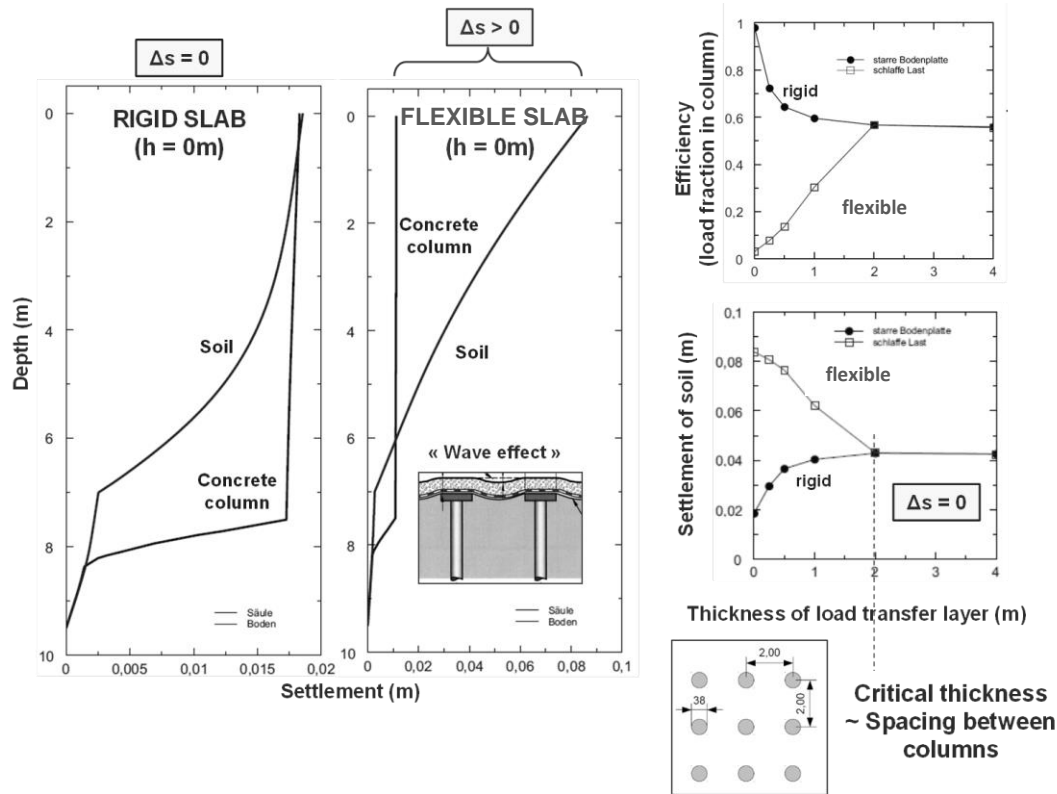 Δs = 0
RIGID SLAB
(h = 0m)
Soil
Concrete
column
Säule
Boden
Depth (m)
0
2
4
6
8
10
0
0,005
0,01
0,015
0,02
Δs > 0
FLEXIBLE SLAB
(h = 0m)
Concrete
column
Soil
« Wave effect »
Säule
Boden
0
2
4
6
8
10
0
0,02
0,04
0,06
0,08
0,1
Settlement (m)
Efficiency
(load fraction in column)
1
0,8
0,6
0,4
0,2
0
starre Bodenplatte
schlaffe Last
rigid
flexible
0
1
2
3
4
Settlement of soil (m)
0,1
0,08
0.06
0.04
0.02
0
starre Bodenplatte
schlaffe Last
flexible
rigid
Δs = 0
0
1
2
3
4
Thickness of load transfer layer (m)
2,00
38
2,00
Critical thickness
~ Spacing between
columns